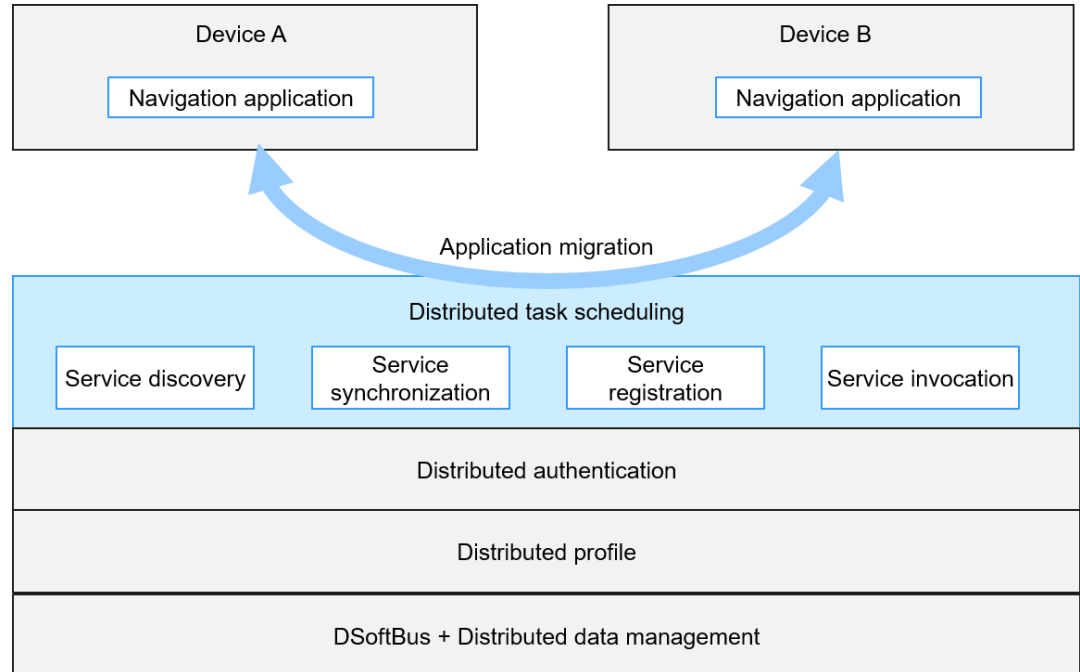 Device A
Device B
Navigation application
Navigation application
Application migration
Distributed task scheduling
Service discovery
Service
synchronization
Service
registration
Service invocation
Distributed authentication
Distributed profile
DSoftBus + Distributed data management